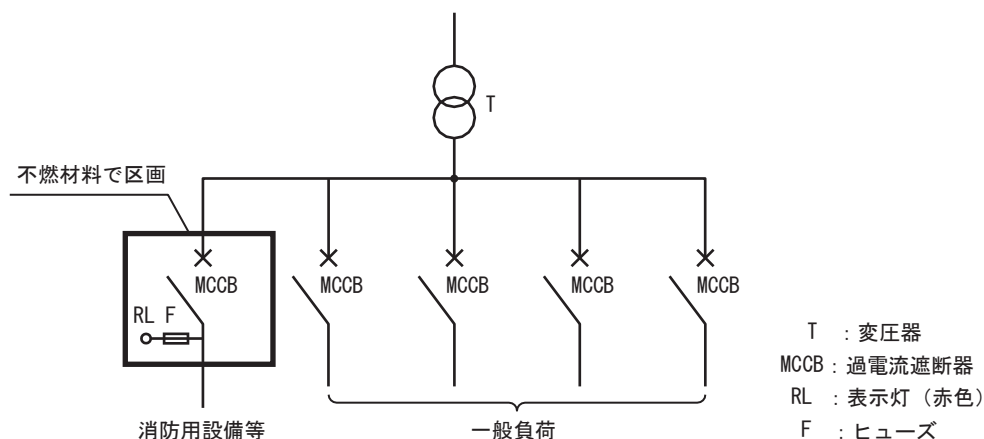 T
不燃材料で区画
MCCB
MCCB
MCCB
MCCB
MCCB
RL F
消防用設備等
一般負荷
T : 変圧器
MCCB : 過電流遮断器
RL : 表示灯（赤色）
F : ヒューズ